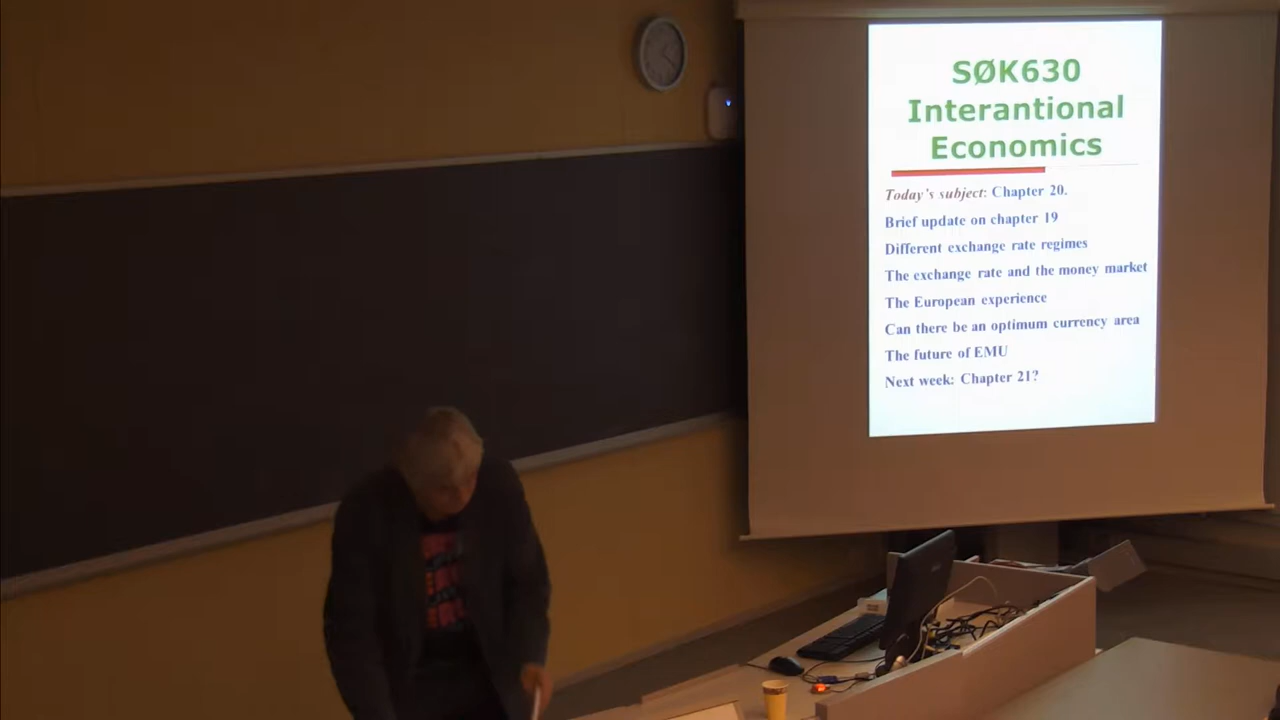 SØK630
Interantional
Economics
Today's subject: Chapter 20.
Brief update on chapter 19
Different exchange rate regimes
The exchange rate and the money market
The European experience
Can there be an optimum currency area
The future of EMU
Next week: Chapter 21?